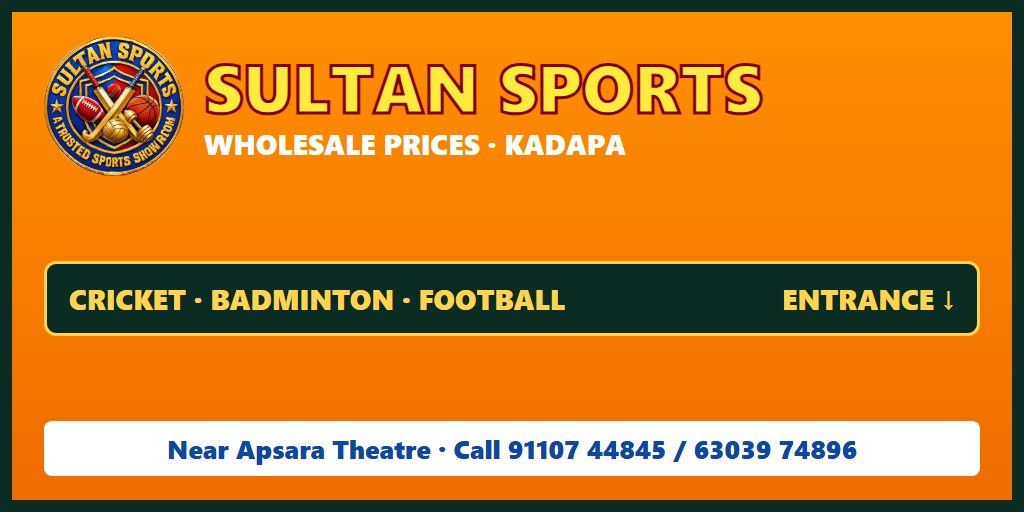 SULTAN SPORTS
A TRUSTED SPORTS SHOW ROOM
SULTAN SPORTS
WHOLESALE PRICES · KADAPA
CRICKET · BADMINTON · FOOTBALL
ENTRANCE ↓
Near Apsara Theatre · Call 91107 44845 / 63039 74896